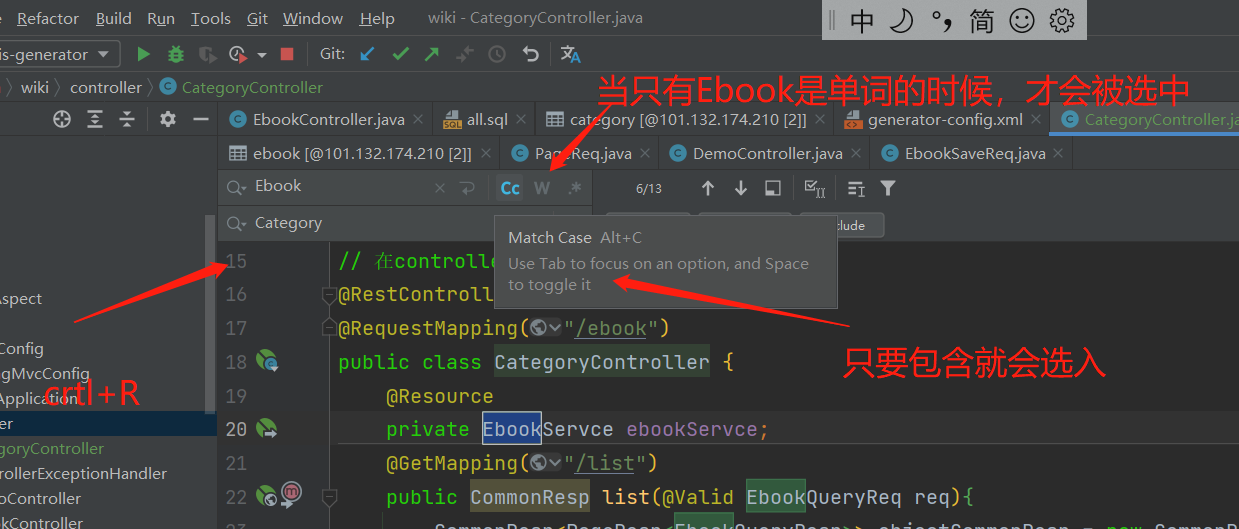 Refactor Build Run Tools Git Window Help wiki - CategoryController.java
中 简
is-generator Git:
wiki controller CategoryController
当只有Ebook是单词的时候，才会被选中
EbookController.java all.sql category [@101.132.174.210 [2]] generator-config.xml CategoryController.ja
ebook [@101.132.174.210 [2]] PageReq.java DemoController.java EbookSaveReq.java
Ebook Cc W .* 6/13
Category
Match Case Alt+C
Use Tab to focus on an option, and Space
to toggle it
15 // 在controlle
16 @RestControll
17 @RequestMapping("/ebook")
18 public class CategoryController {
19 @Resource
20 private EbookServce ebookServce;
21 @GetMapping("/list")
22 public CommonResp list(@Valid EbookQueryReq req){
只要包含就会选入
crtl+R
Aspect
Config
ngMvcConfig
Application
ler
goryController
rollerExceptionHandler
oController
kController